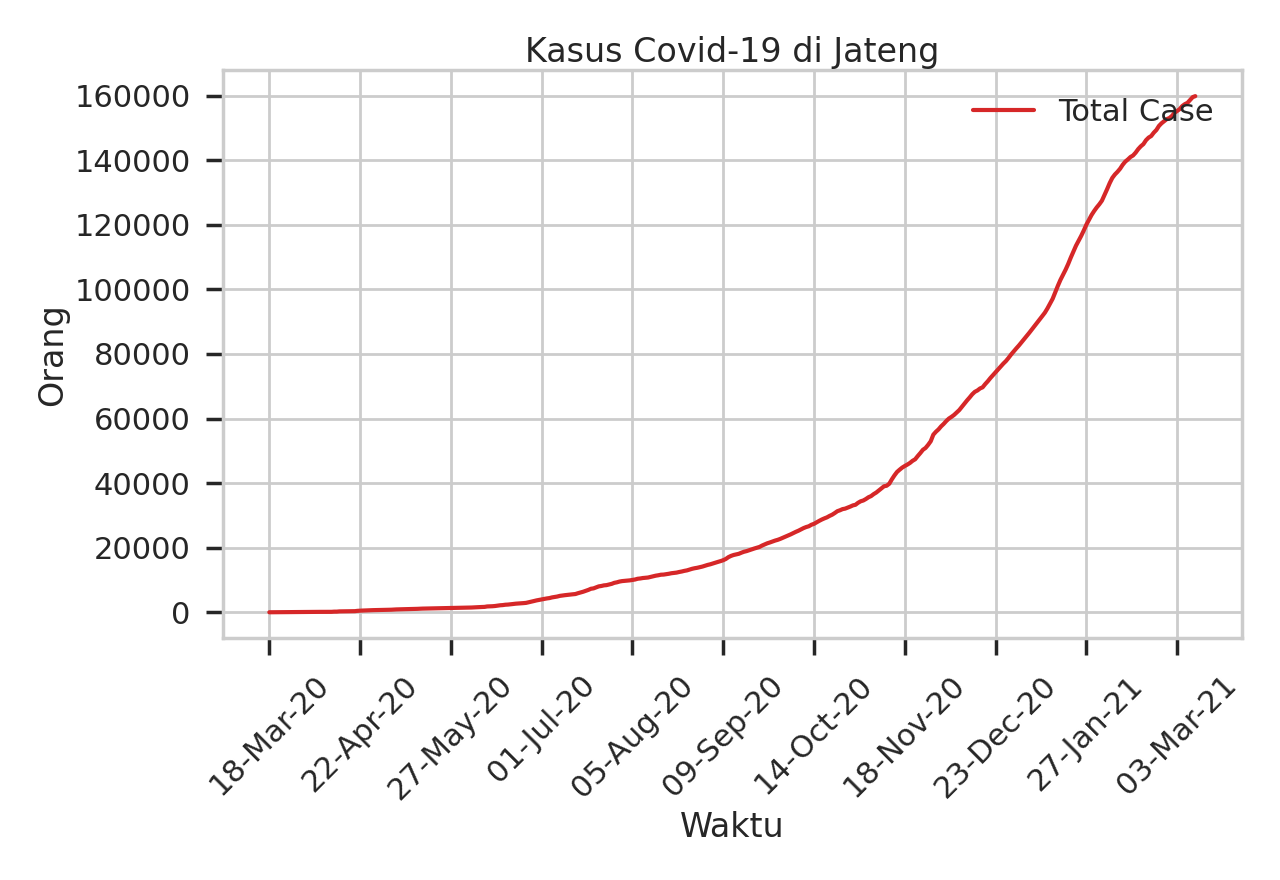 Kasus Covid-19 di Jateng
Total Case
160000
140000
120000
100000
80000
60000
40000
20000
0
Orang
18-Mar-20
22-Apr-20
27-May-20
01-Jul-20
05-Aug-20
09-Sep-20
14-Oct-20
18-Nov-20
23-Dec-20
27-Jan-21
03-Mar-21
Waktu